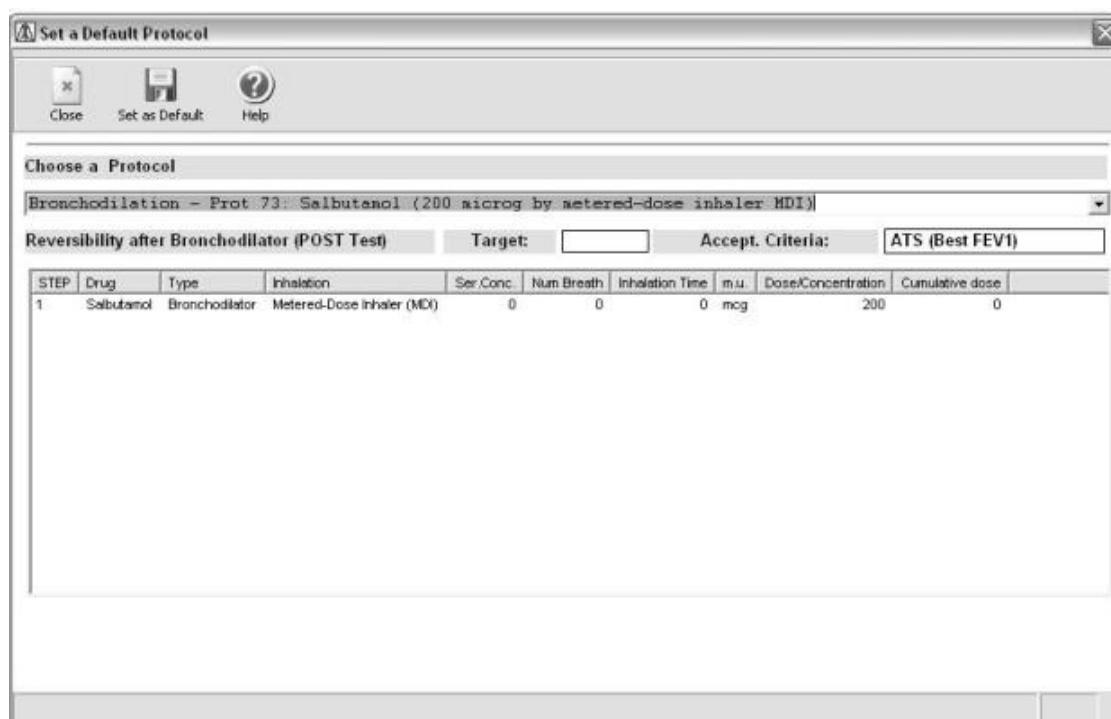 Set a Default Protocol
Close Set as Default Help
Choose a Protocol
Bronchodilation - Prot 73: Salbutamol (200 microg by metered-dose inhaler MDI)
Reversibility after Bronchodilator (POST Test) Target: Accept. Criteria: ATS (Best FEV1)
STEP Drug Type Inhalation Ser.Conc. Num Breath Inhalation Time m.u. Dose/Concentration Cumulative dose
1 Salbutamol Bronchodilator Metered-Dose Inhaler (MDI) 0 0 0 mcg 200 0